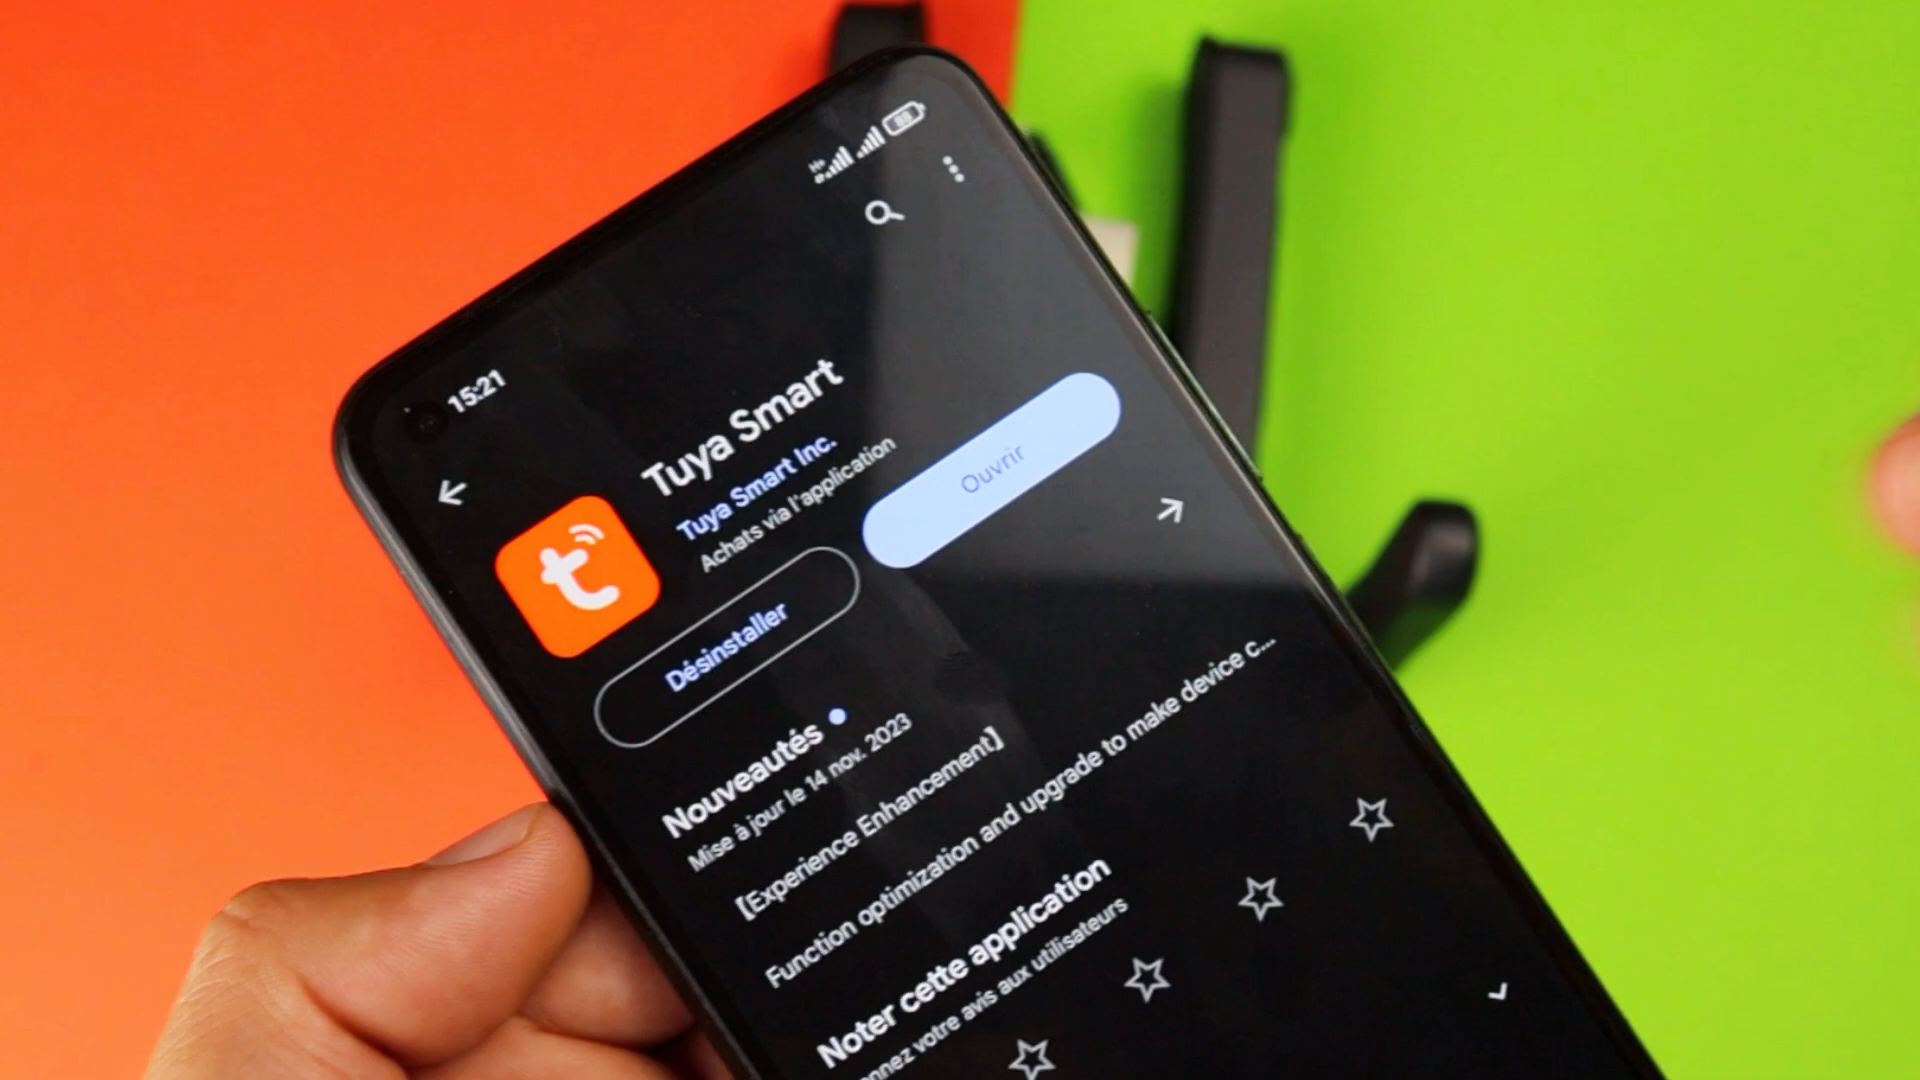 15:21
88
Tuya Smart
Tuya Smart Inc.
Achats via l'application
Désinstaller
Ouvrir
Nouveautés
Mise à jour le 14 nov. 2023
【Experience Enhancement】
Function optimization and upgrade to make device c...
Noter cette application
nnez votre avis aux utilisateurs